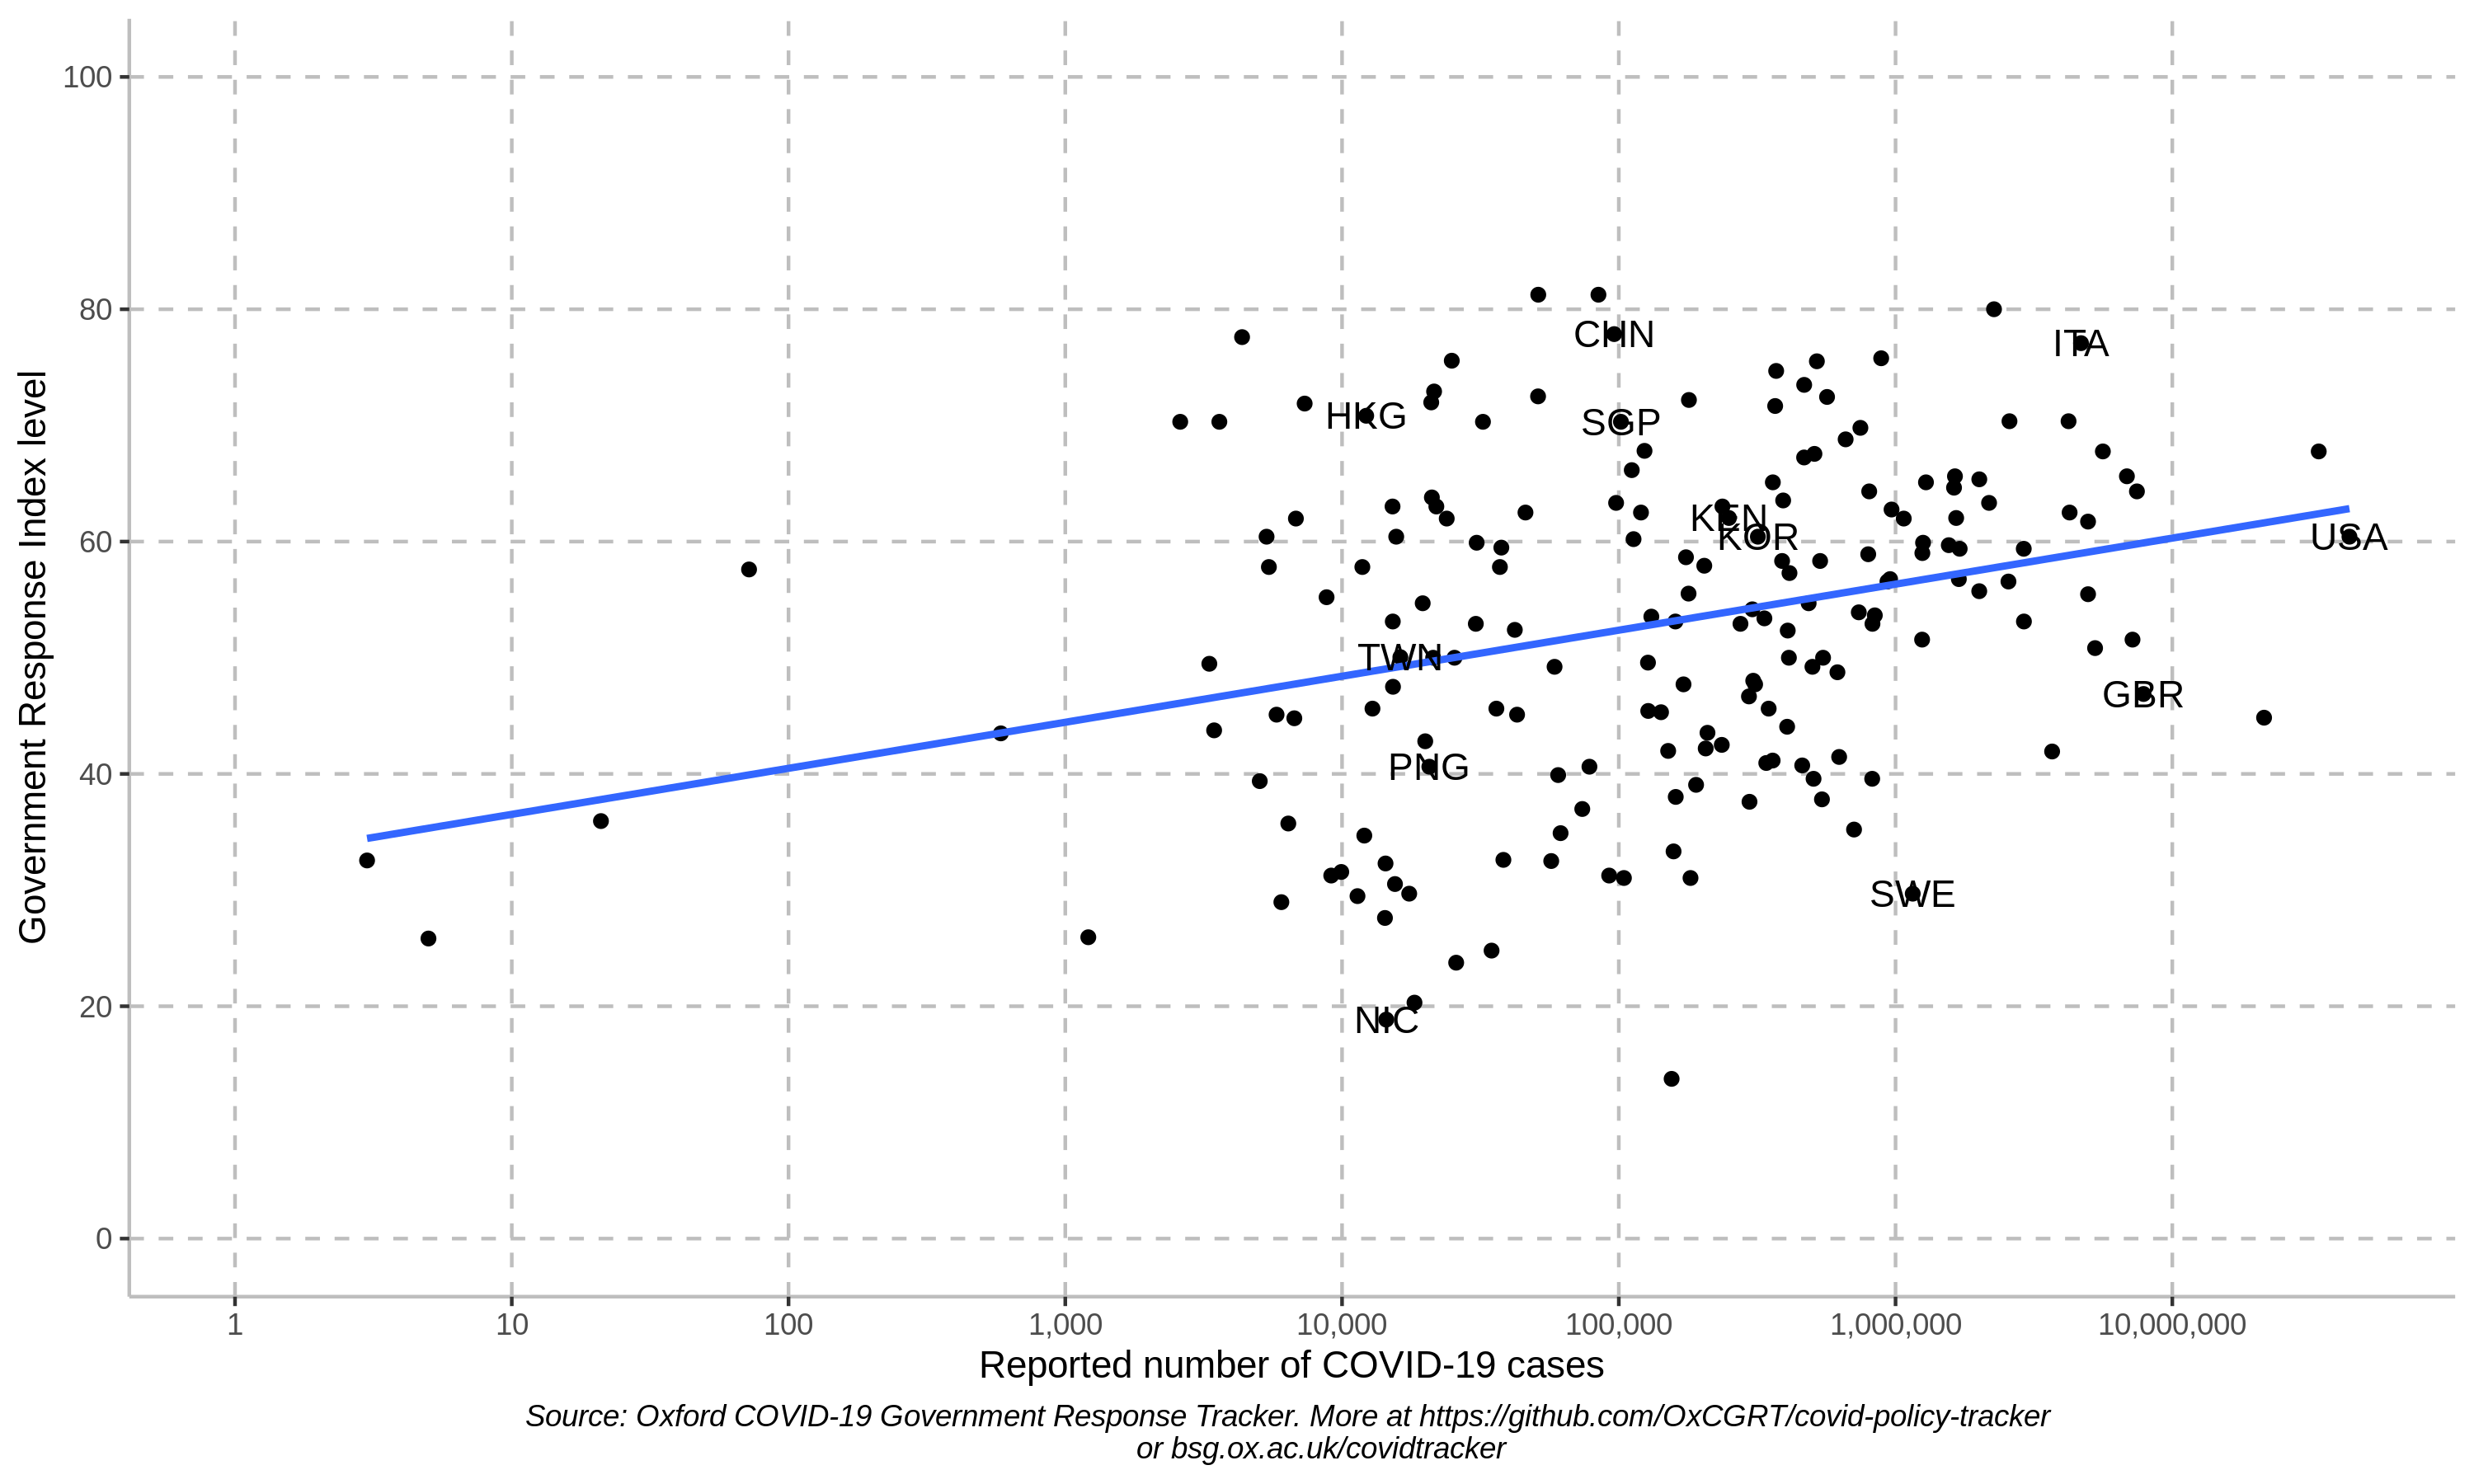 Government Response Index level
100
80
60
40
20
0
CHN
ITA
HKG
SGP
KEN
KOR
USA
TWN
GBR
PNG
SWE
NIC
1
10
100
1,000
10,000
100,000
1,000,000
10,000,000
Reported number of COVID-19 cases
Source: Oxford COVID-19 Government Response Tracker. More at https://github.com/OxCGRT/covid-policy-tracker
or bsg.ox.ac.uk/covidtracker